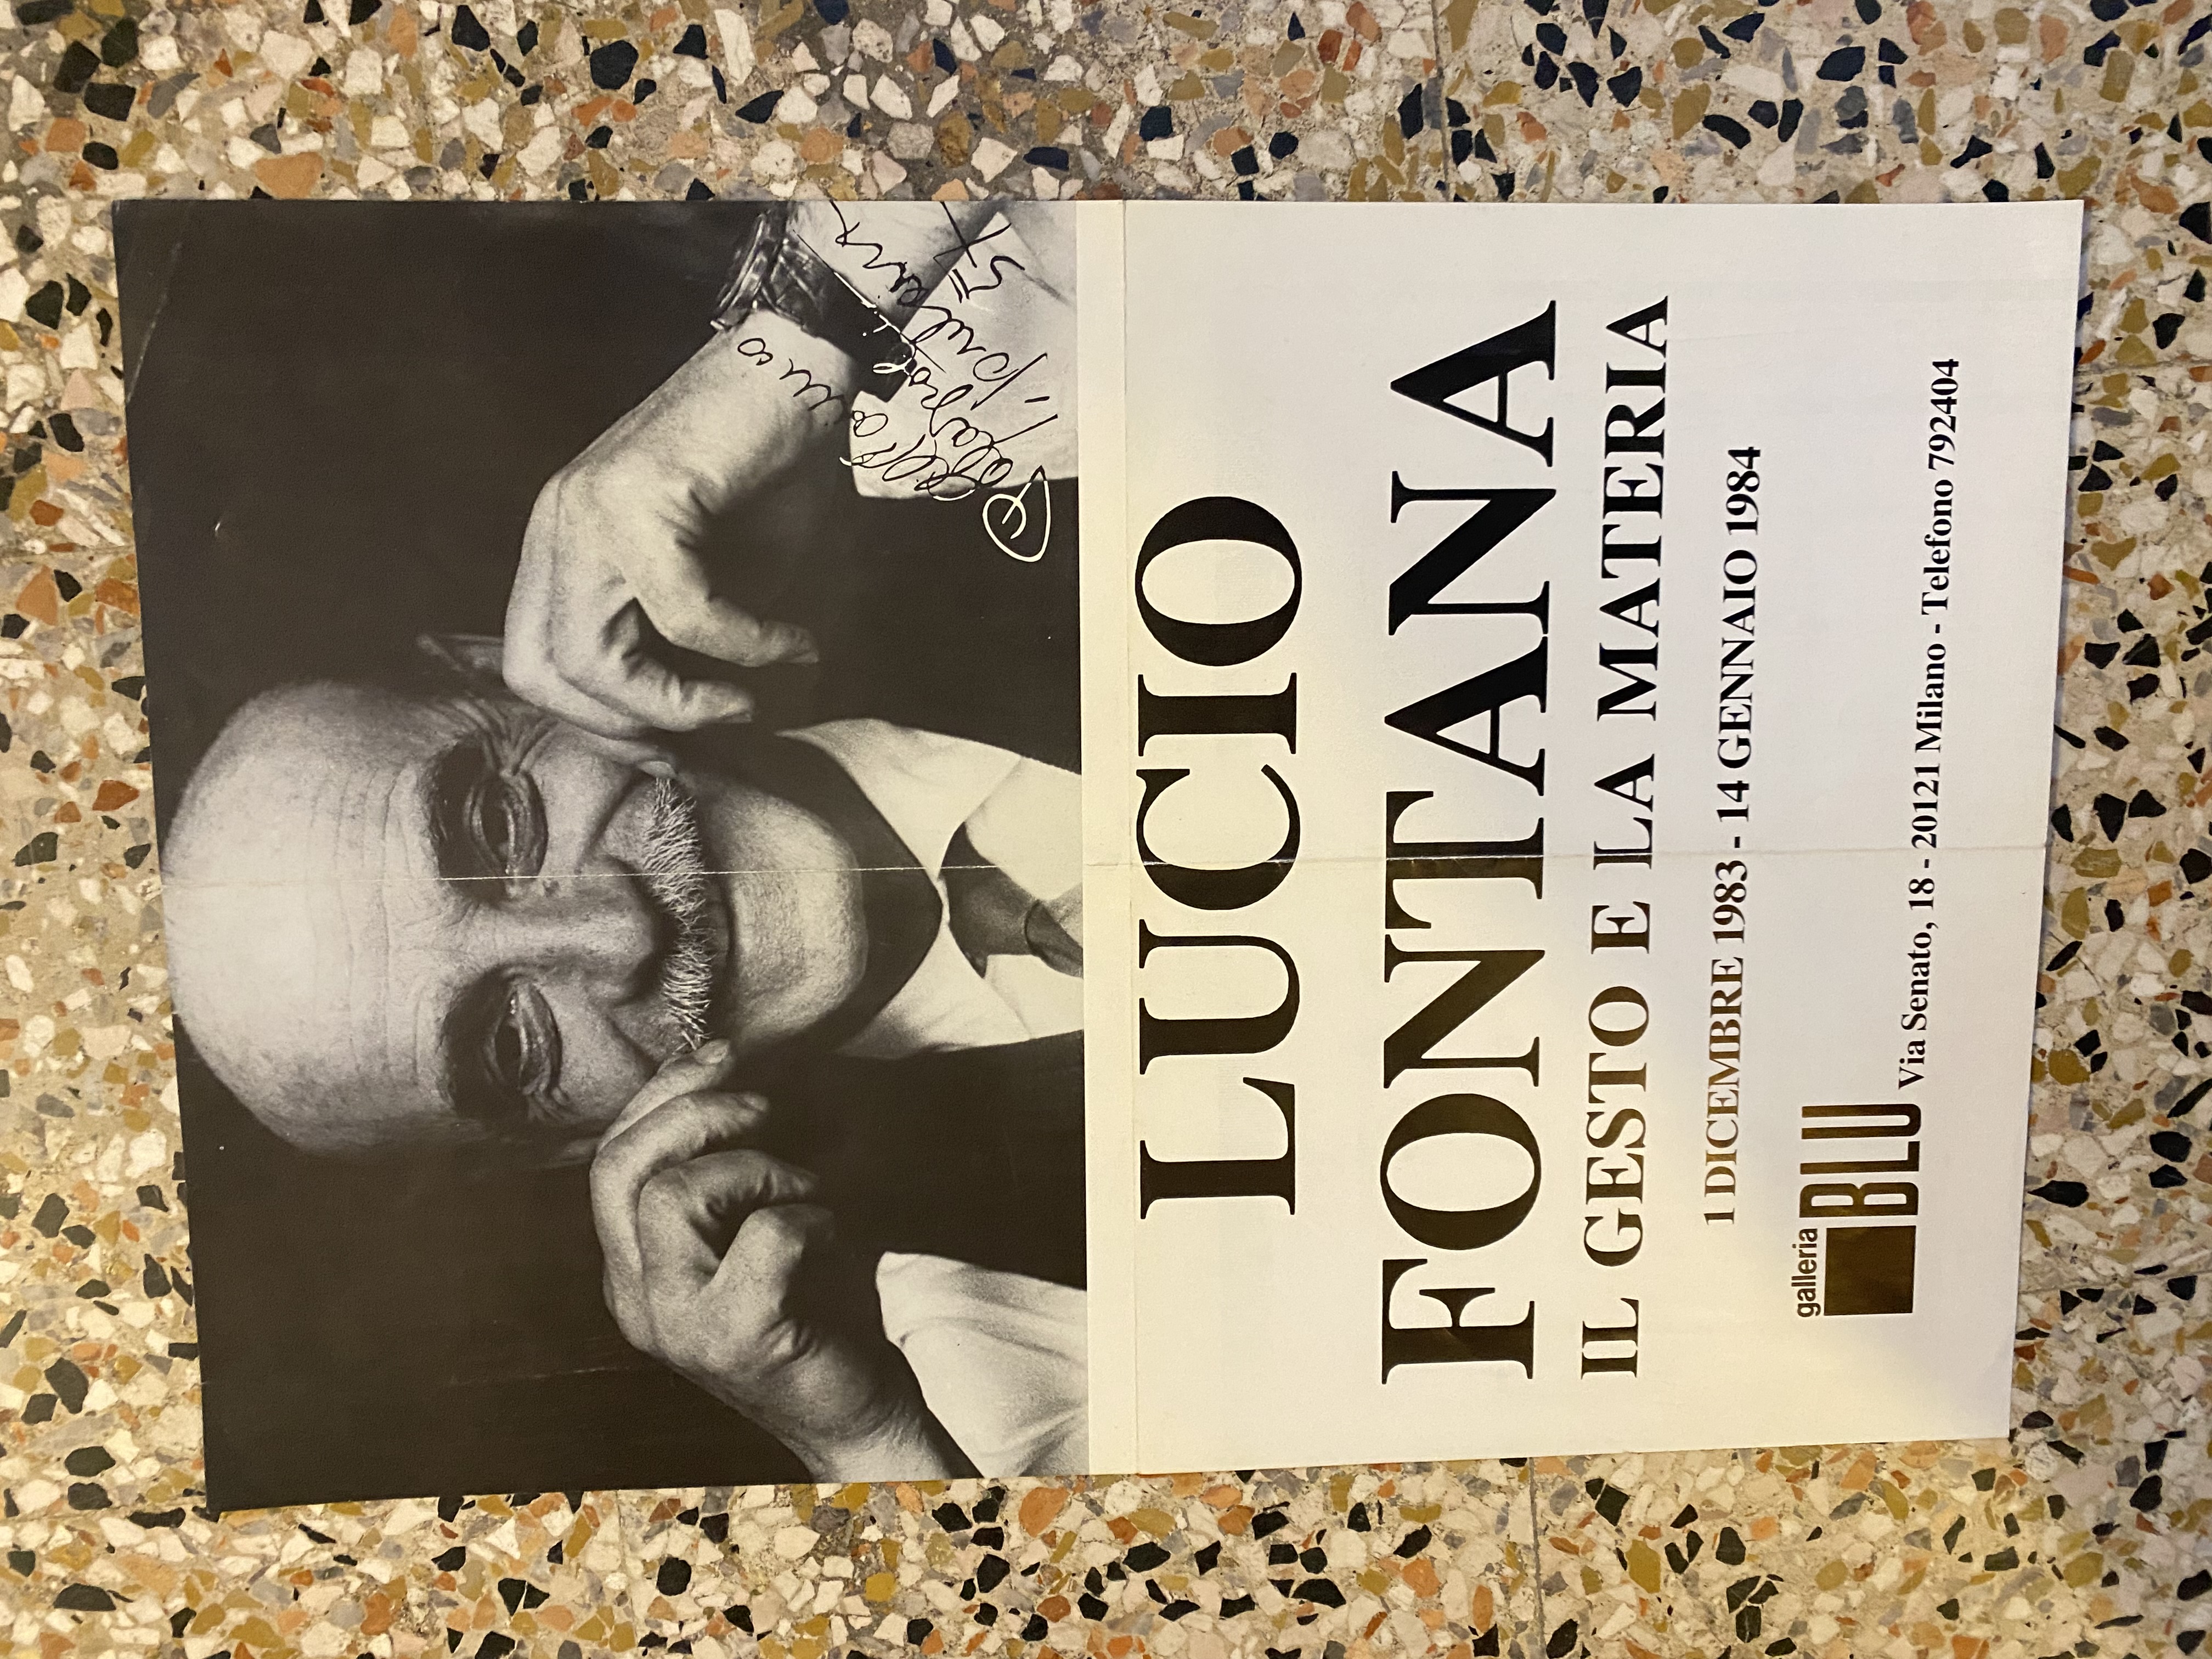 LUCIO
FONTANA
IL GESTO E LA MATERIA
1 DICEMBRE 1983 - 14 GENNAIO 1984
galleria
BLU Via Senato, 18 - 20121 Milano - Telefono 792404